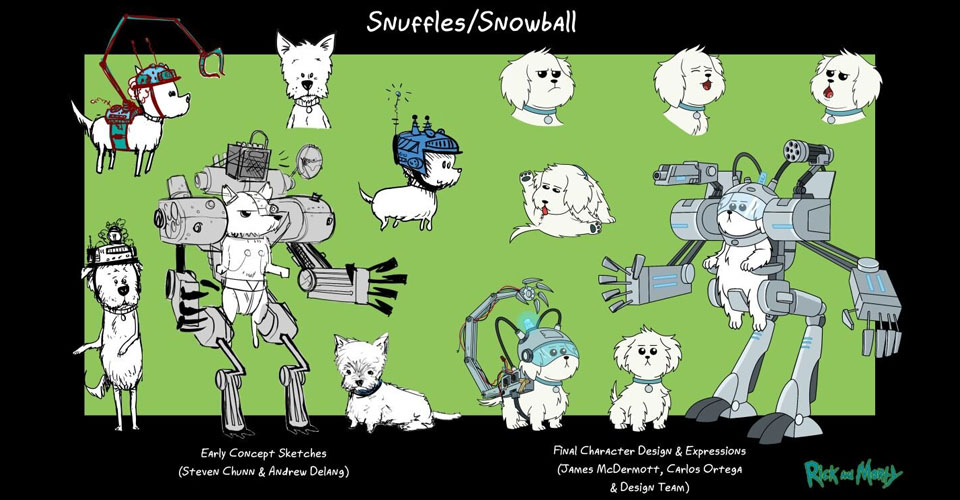 Snuffles/Snowball
Early Concept Sketches
(Steven Chunn & Andrew Delang)
Final Character Design & Expressions
(James McDermott, Carlos Ortega
& Design Team)
Rick and Morty